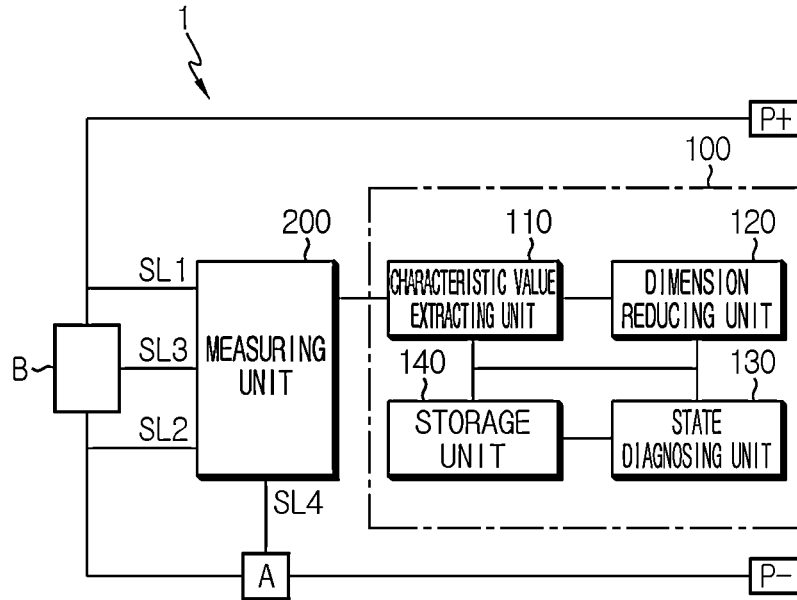 1
P+
100
200
110
120
SL1
CHARACTERISTIC VALUE
EXTRACTING UNIT
DIMENSION
REDUCING UNIT
MEASURING
UNIT
B
SL3
140
130
SL2
STORAGE
UNIT
STATE
DIAGNOSING UNIT
SL4
A
P-